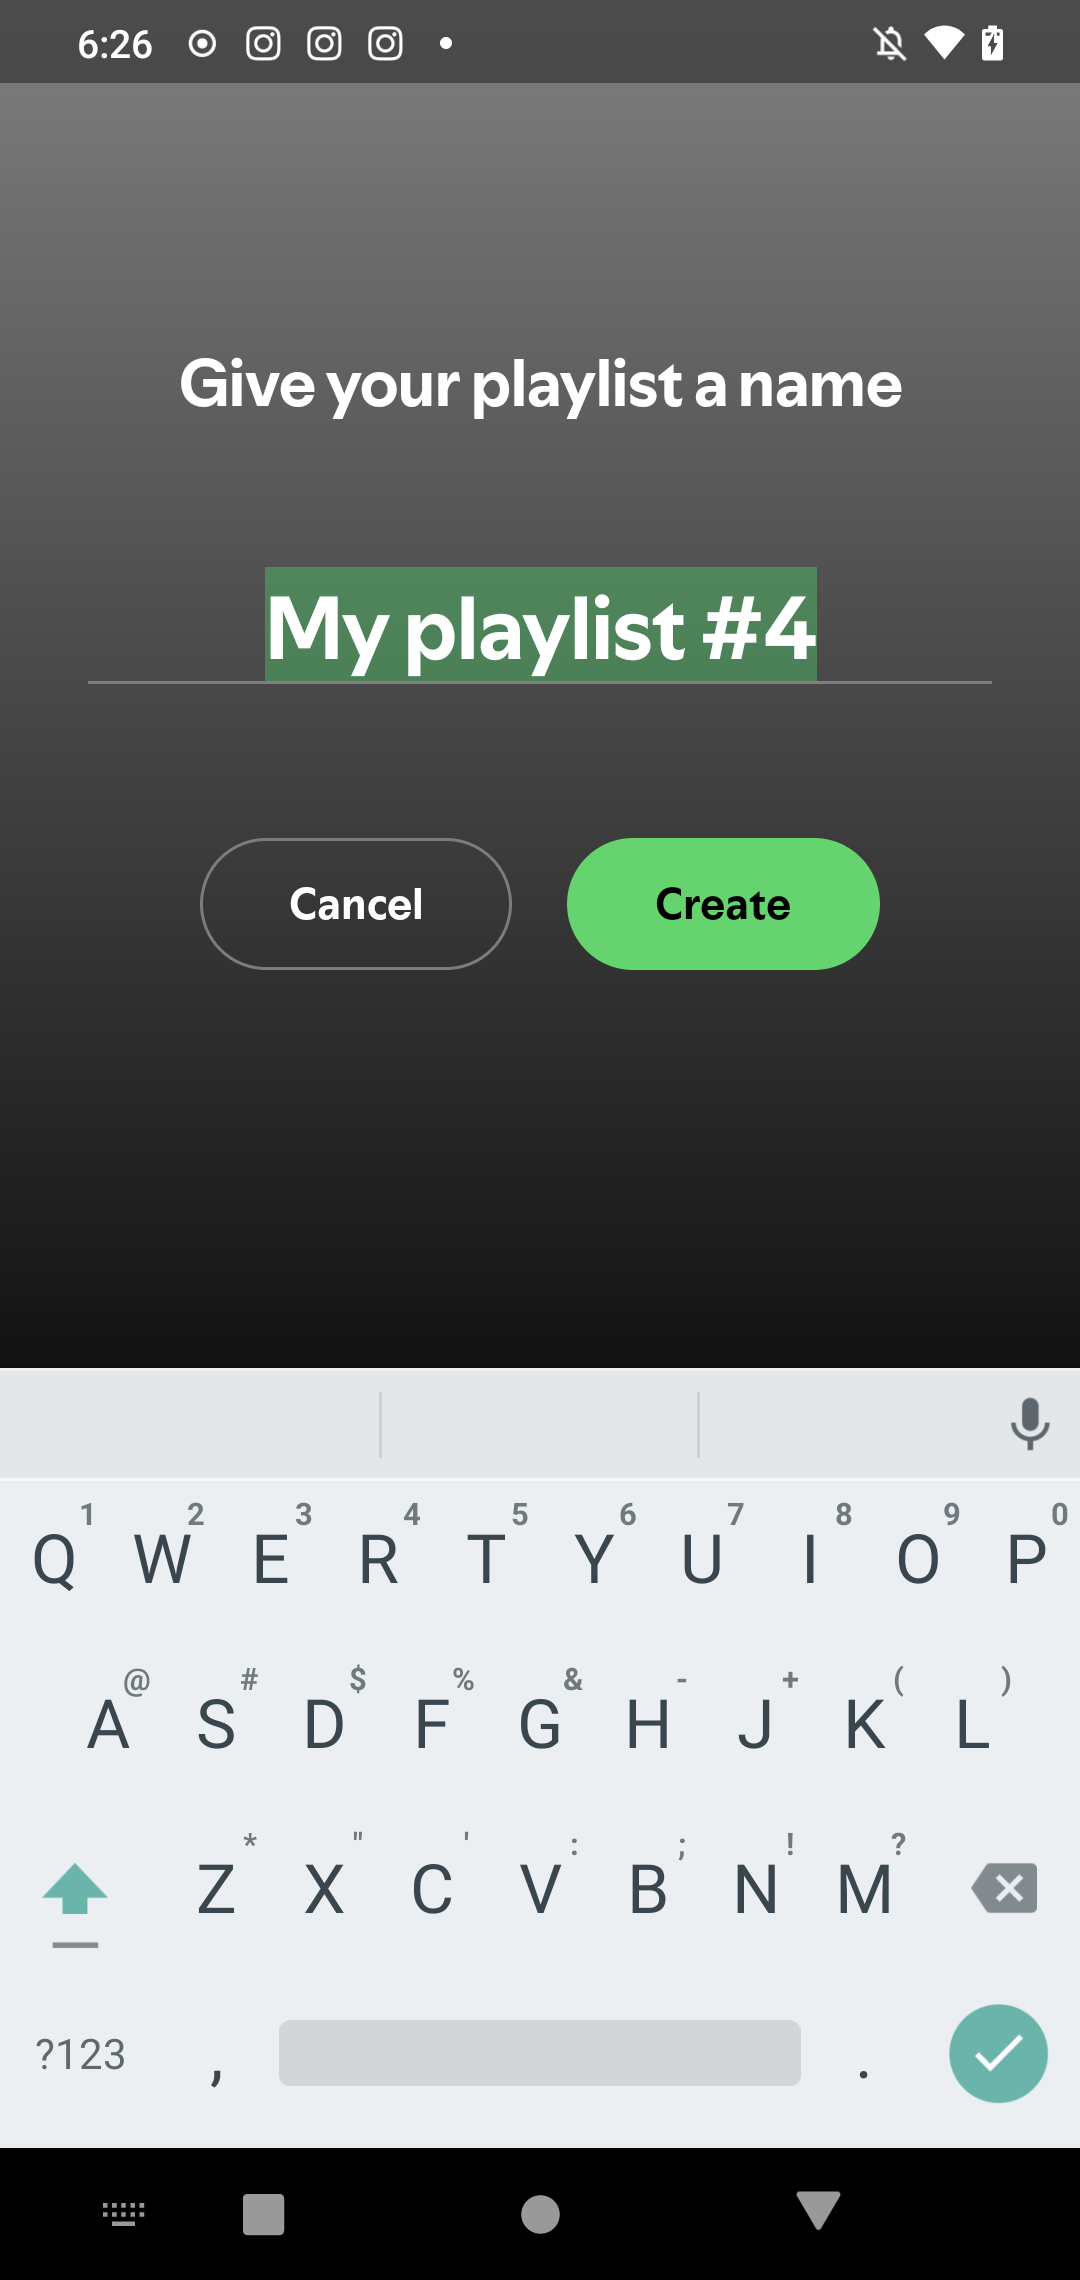 6:26
Give your playlist a name
My playlist #4
Cancel Create
1 2 3 4 5 6 7 8 9 0
Q W E R T Y U I O P
@ # $ % & - + ( )
A S D F G H J K L
* " ' : ; ! ?
Z X C V B N M
?123 , .